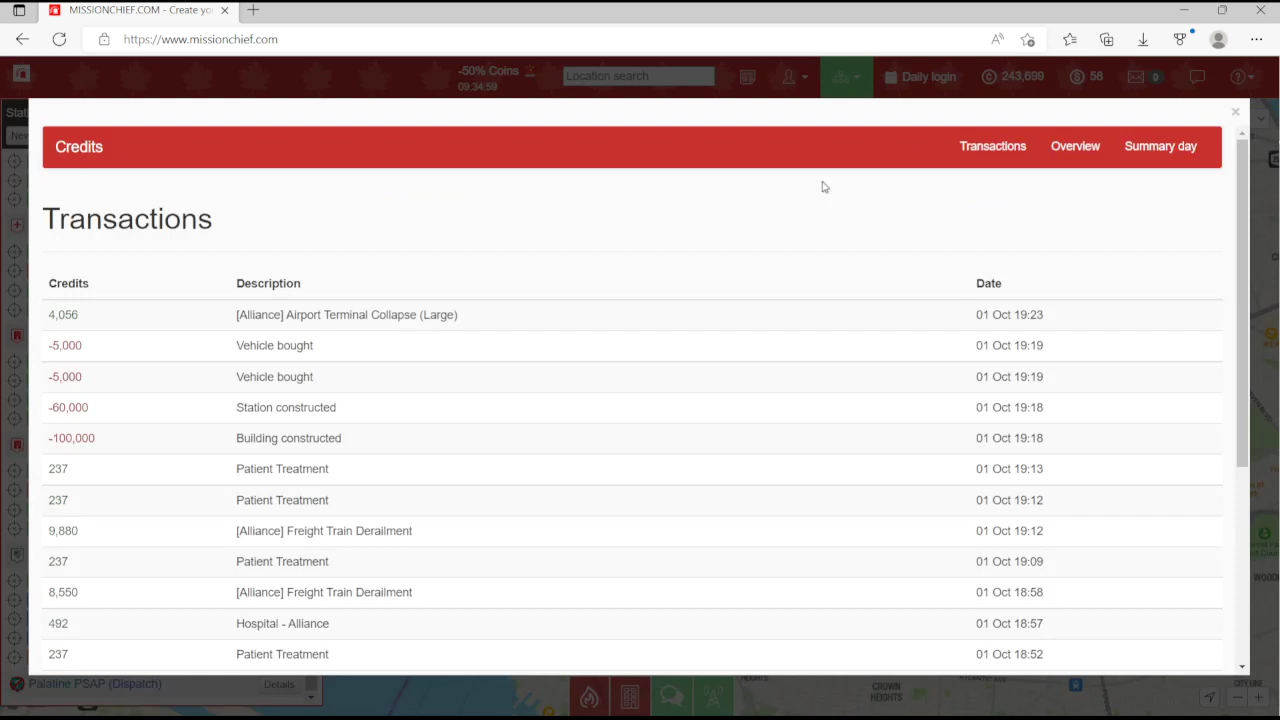 MISSIONCHIEF.COM - Create yo
https://www.missionchief.com
-50% Coins
09:34:59
Location search
Daily login
243,699
58
0
Stati
New
Credits
Transactions
Overview
Summary day
Transactions
Credits Description Date
4,056 [Alliance] Airport Terminal Collapse (Large) 01 Oct 19:23
-5,000 Vehicle bought 01 Oct 19:19
-5,000 Vehicle bought 01 Oct 19:19
-60,000 Station constructed 01 Oct 19:18
-100,000 Building constructed 01 Oct 19:18
237 Patient Treatment 01 Oct 19:13
237 Patient Treatment 01 Oct 19:12
9,880 [Alliance] Freight Train Derailment 01 Oct 19:12
237 Patient Treatment 01 Oct 19:09
8,550 [Alliance] Freight Train Derailment 01 Oct 18:58
492 Hospital - Alliance 01 Oct 18:57
237 Patient Treatment 01 Oct 18:52
WOODH
Palatine PSAP (Dispatch)
Details
HEIGHTS
CROWN
HEIGHTS
CITY LINE